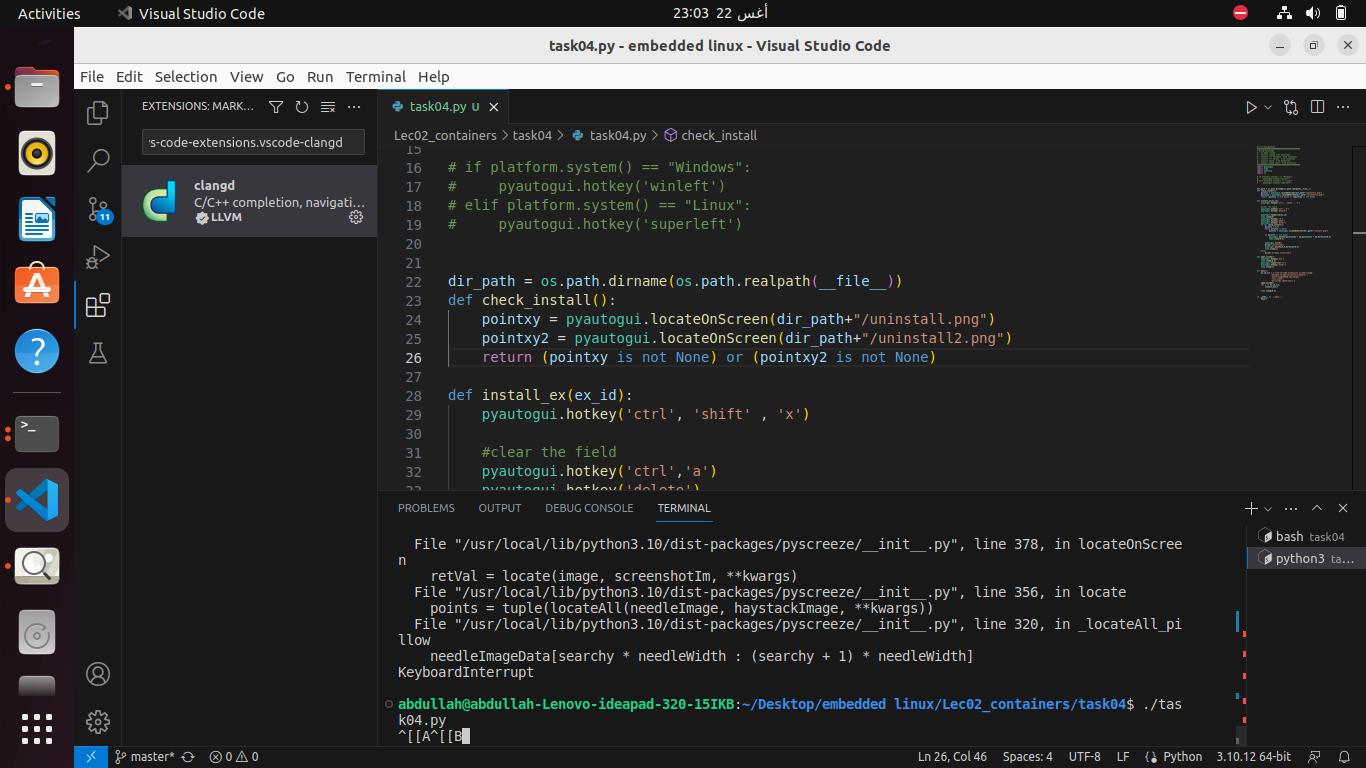 Activities
Visual Studio Code
23:03 22 أغس
task04.py - embedded linux - Visual Studio Code
File Edit Selection View Go Run Terminal Help
EXTENSIONS: MARK...
task04.py U
's-code-extensions.vscode-clangd
Lec02_containers > task04 > task04.py > check_install
clangd
C/C++ completion, navigati...
LLVM
11
15
16 # if platform.system() == "Windows":
17 #     pyautogui.hotkey('winleft')
18 # elif platform.system() == "Linux":
19 #     pyautogui.hotkey('superleft')
20
21
22 dir_path = os.path.dirname(os.path.realpath(__file__))
23 def check_install():
24     pointxy = pyautogui.locateOnScreen(dir_path+"/uninstall.png")
25     pointxy2 = pyautogui.locateOnScreen(dir_path+"/uninstall2.png")
26     return (pointxy is not None) or (pointxy2 is not None)
27
28 def install_ex(ex_id):
29     pyautogui.hotkey('ctrl', 'shift' , 'x')
30
31     #clear the field
32     pyautogui.hotkey('ctrl','a')
33     pyautogui.hotkey('delete')
PROBLEMS OUTPUT DEBUG CONSOLE TERMINAL
bash task04
python3 ta...
File "/usr/local/lib/python3.10/dist-packages/pyscreeze/__init__.py", line 378, in locateOnScree
n
retVal = locate(image, screenshotIm, **kwargs)
File "/usr/local/lib/python3.10/dist-packages/pyscreeze/__init__.py", line 356, in locate
points = tuple(locateAll(needleImage, haystackImage, **kwargs))
File "/usr/local/lib/python3.10/dist-packages/pyscreeze/__init__.py", line 320, in _locateAll_pi
llow
needleImageData[searchy * needleWidth : (searchy + 1) * needleWidth]
KeyboardInterrupt
abdullah@abdullah-Lenovo-ideapad-320-15IKB:~/Desktop/embedded linux/Lec02_containers/task04$ ./tas
k04.py
^[[A^[[B
master* 0 0 Ln 26, Col 46 Spaces: 4 UTF-8 LF Python 3.10.12 64-bit